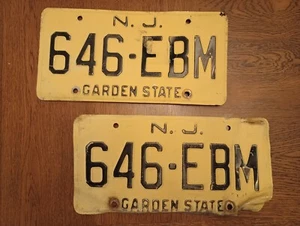 N. J.
646-EBM
GARDEN STATE
N. J.
646-EBM
GARDEN STATE